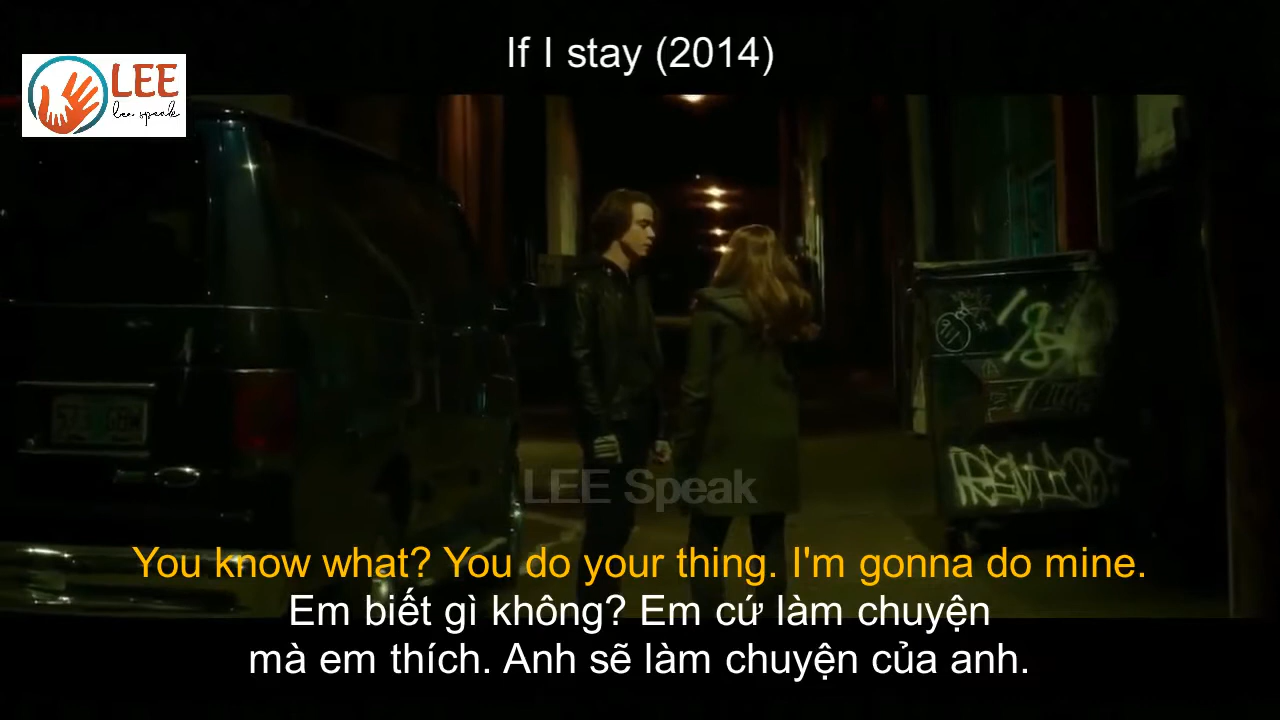 If I stay (2014)
LEE
lee speak
LEE Speak
You know what? You do your thing. I'm gonna do mine.
Em biết gì không? Em cứ làm chuyện
mà em thích. Anh sẽ làm chuyện của anh.